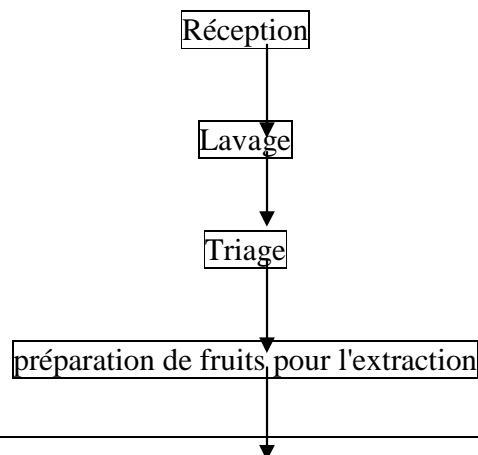 Réception
Lavage
Triage
préparation de fruits pour l'extraction